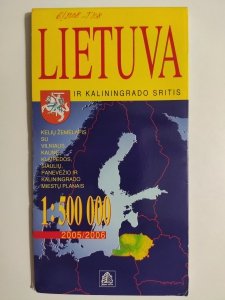 LIETUVA
IR KALININGRADO SRITIS
KELIŲ ŽEMĖLAPIS
SU
VILNIAUS,
KAUNO,
KLAIPĖDOS,
ŠIAULIŲ,
PANEVĖŽIO IR
KALININGRADO
MIESTŲ PLANAIS
1:500 000
2005/2006